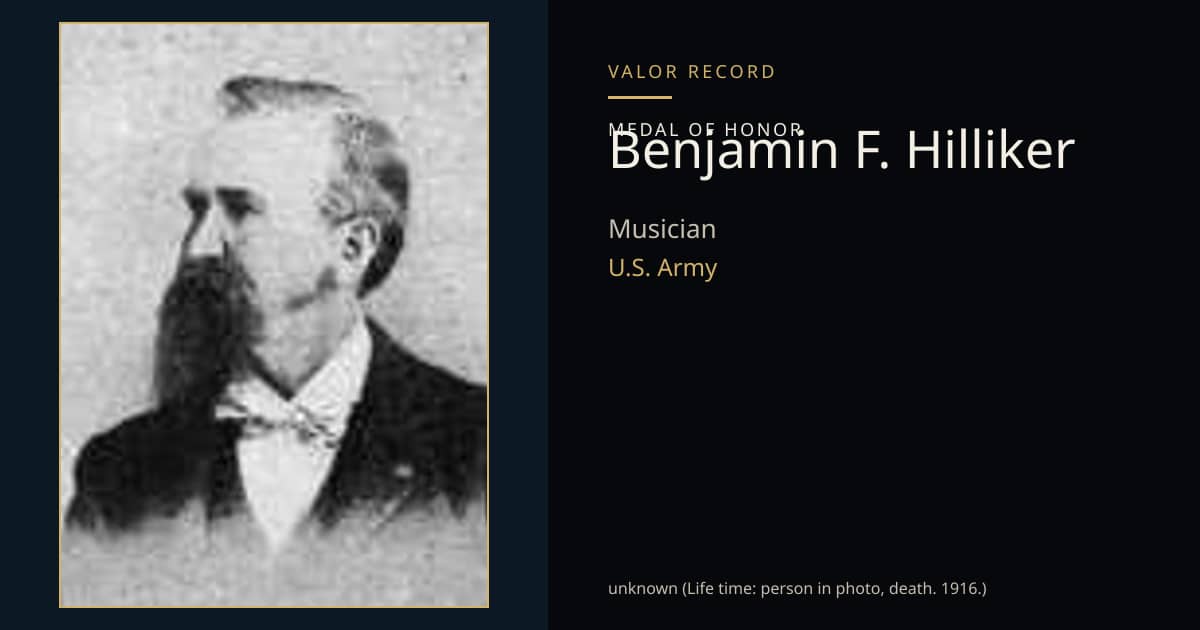 VALOR RECORD
MEDAL OF HONOR
Benjamin F. Hilliker
Musician
U.S. Army
unknown (Life time: person in photo, death. 1916.)